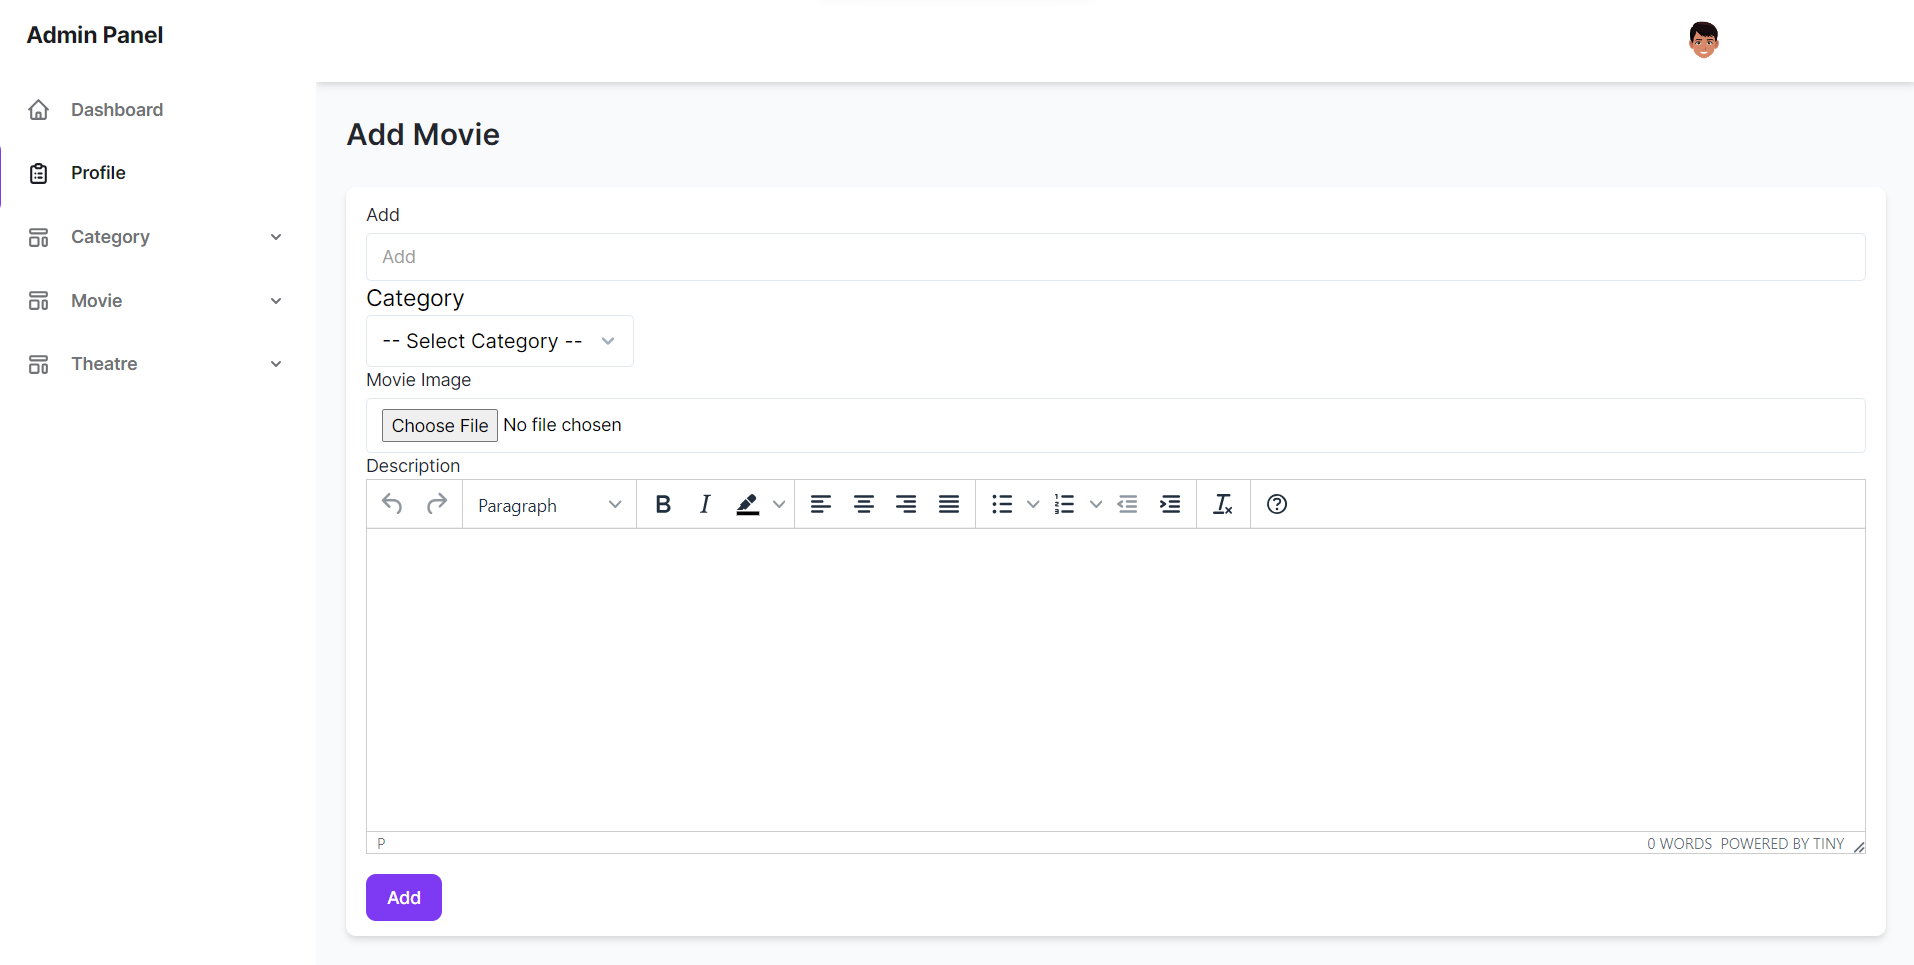 Admin Panel
Dashboard
Profile
Category
Movie
Theatre
Add Movie
Add
Add
Category
-- Select Category --
Movie Image
Choose File No file chosen
Description
Paragraph
P
0 WORDS POWERED BY TINY
Add